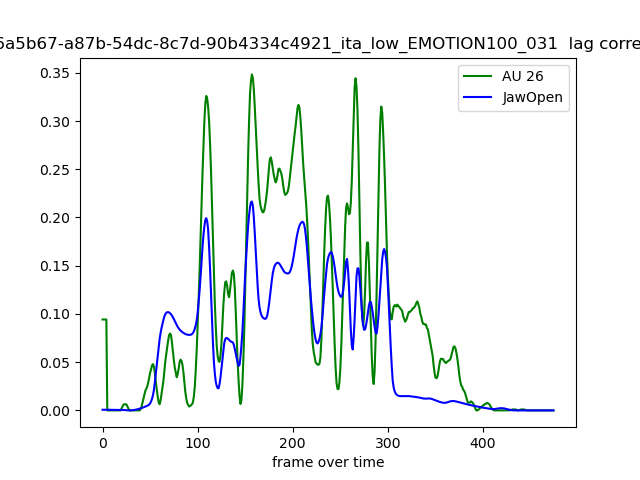 6a5b67-a87b-54dc-8c7d-90b4334c4921_ita_low_EMOTION100_031 lag corre
AU 26
JawOpen
0.35
0.30
0.25
0.20
0.15
0.10
0.05
0.00
0 100 200 300 400
frame over time